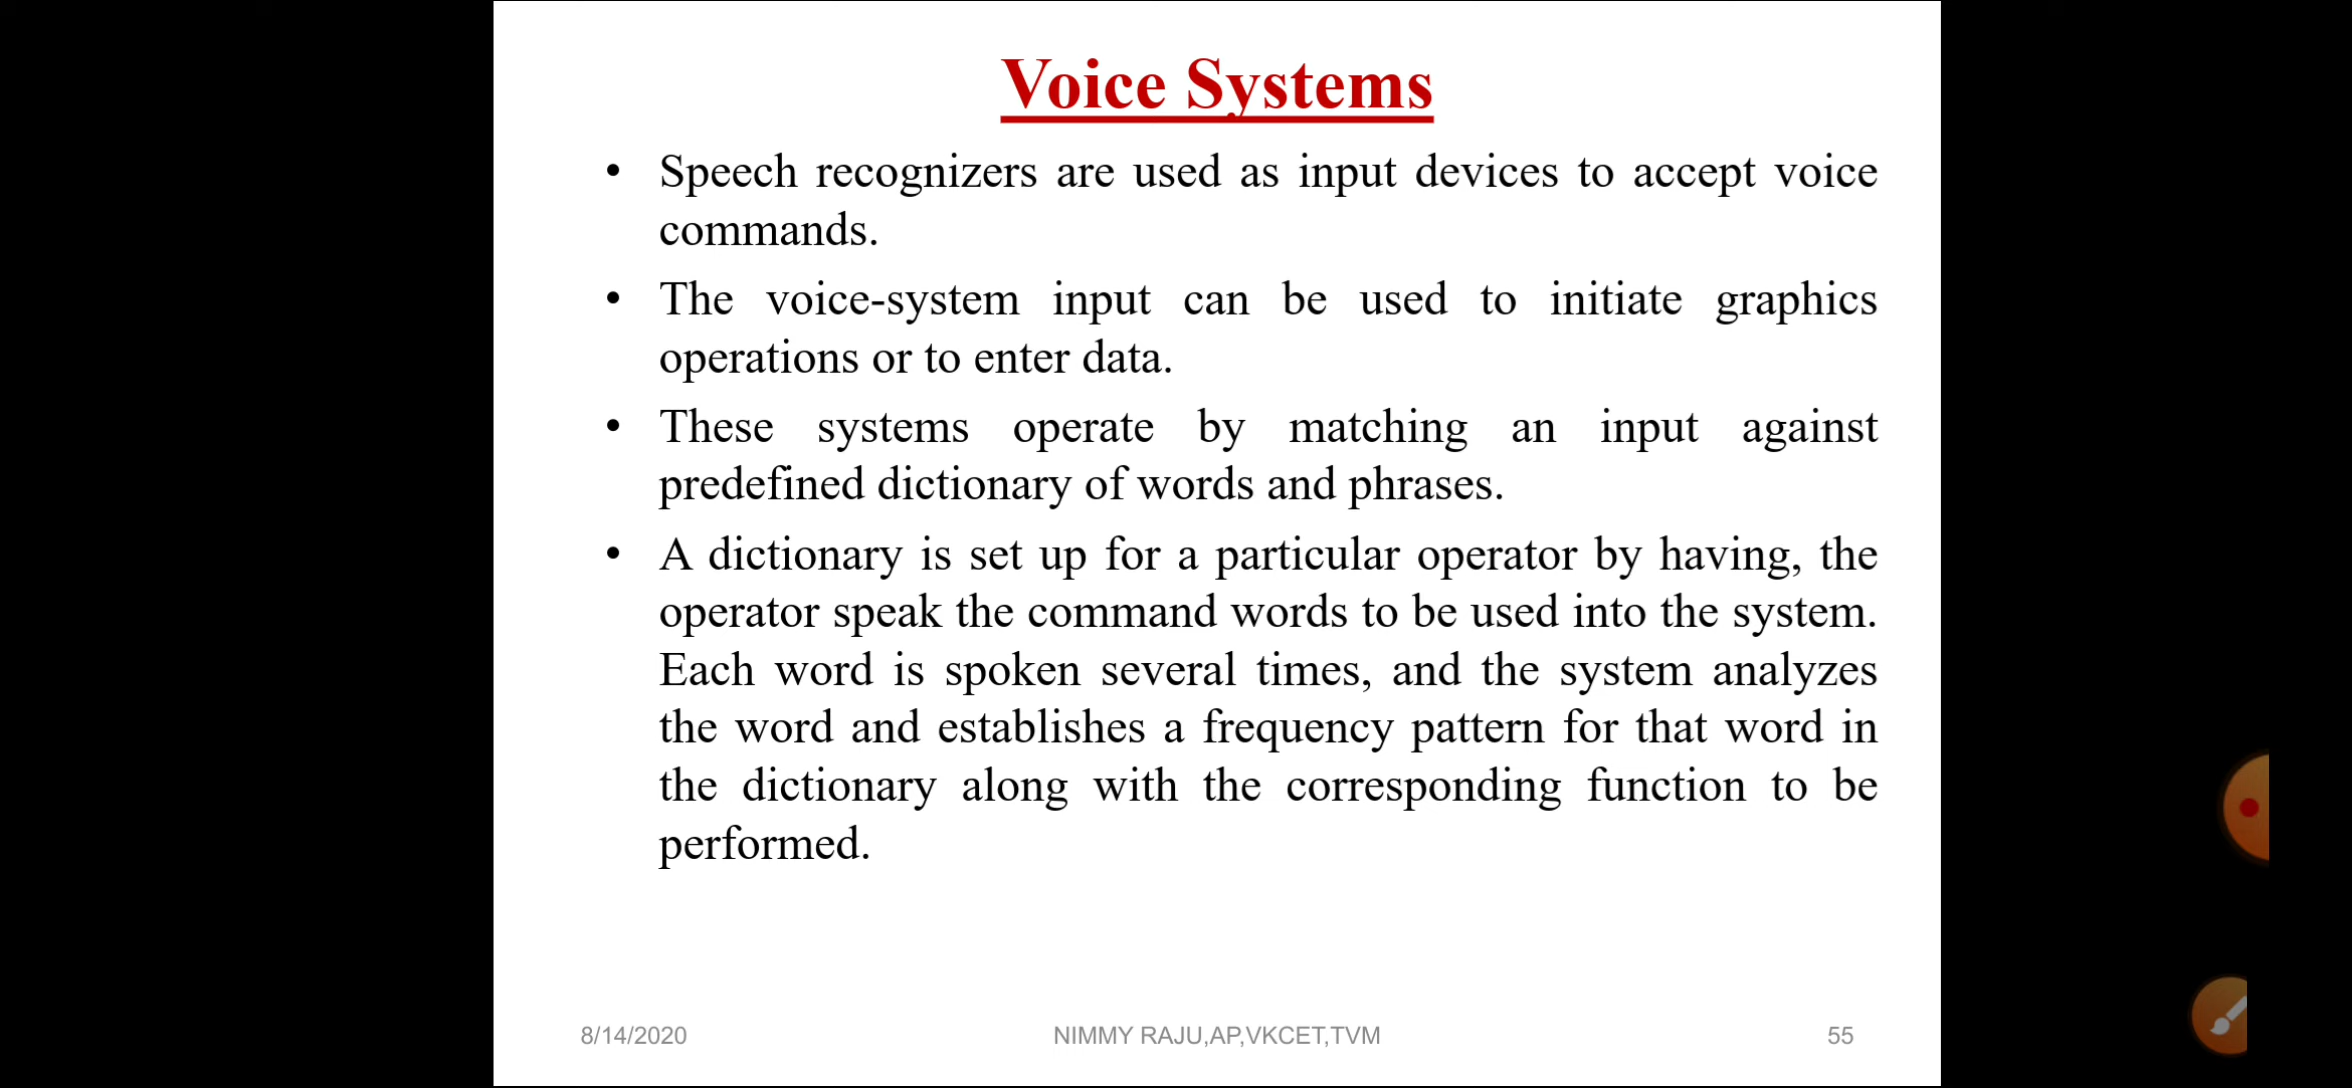 Voice Systems
• Speech recognizers are used as input devices to accept voice
commands.
• The voice-system input can be used to initiate graphics
operations or to enter data.
• These systems operate by matching an input against
predefined dictionary of words and phrases.
• A dictionary is set up for a particular operator by having, the
operator speak the command words to be used into the system.
Each word is spoken several times, and the system analyzes
the word and establishes a frequency pattern for that word in
the dictionary along with the corresponding function to be
performed.
8/14/2020
NIMMY RAJU,AP,VKCET,TVM
55